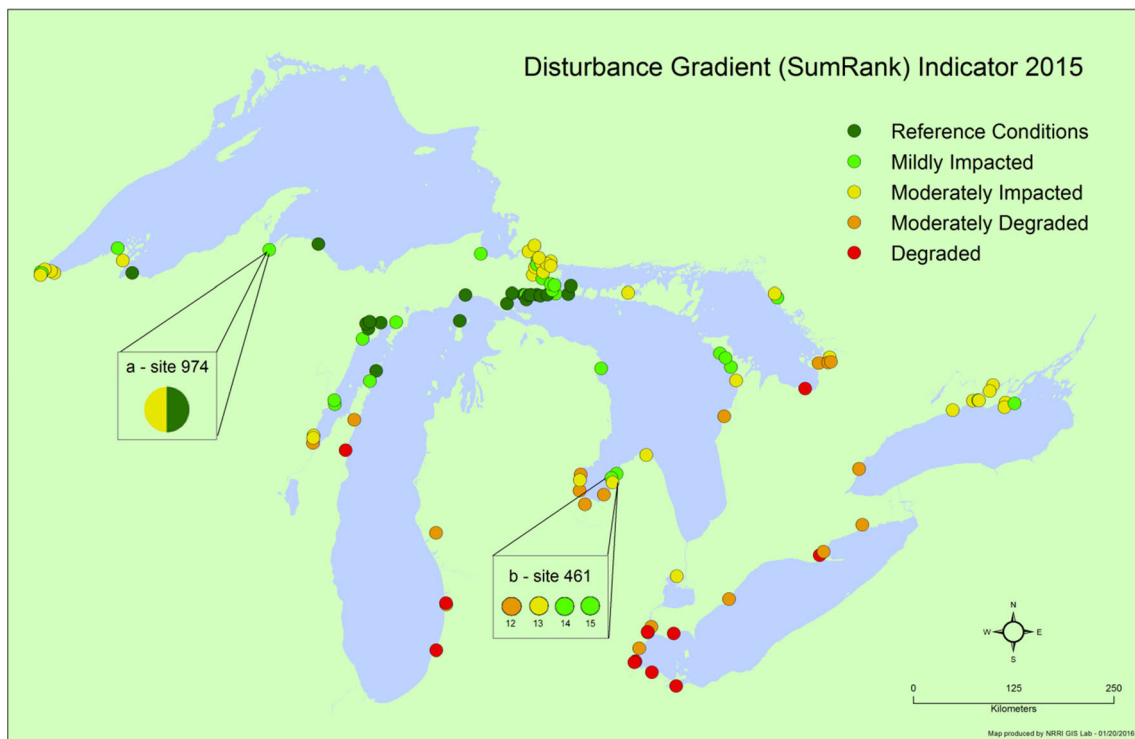 Disturbance Gradient (SumRank) Indicator 2015
Reference Conditions
Mildly Impacted
Moderately Impacted
Moderately Degraded
Degraded
a - site 974
b - site 461
12 13 14 15
N
W E
S
0 125 250
Kilometers
Map produced by NRRI GIS Lab - 01/20/2016